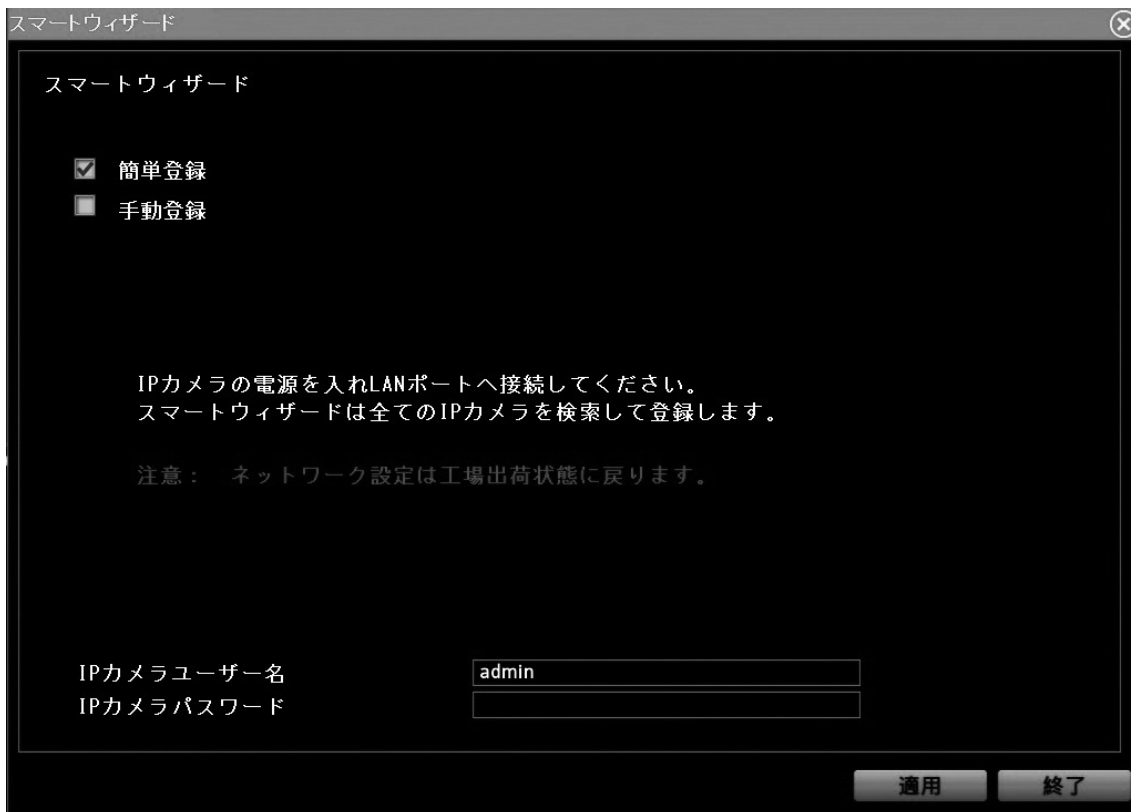 スマートウィザード
スマートウィザード
簡単登録
手動登録
IPカメラの電源を入れLANポートへ接続してください。
スマートウィザードは全てのIPカメラを検索して登録します。
注意： ネットワーク設定は工場出荷状態に戻ります。
IPカメラユーザー名 admin
IPカメラパスワード
適用 終了